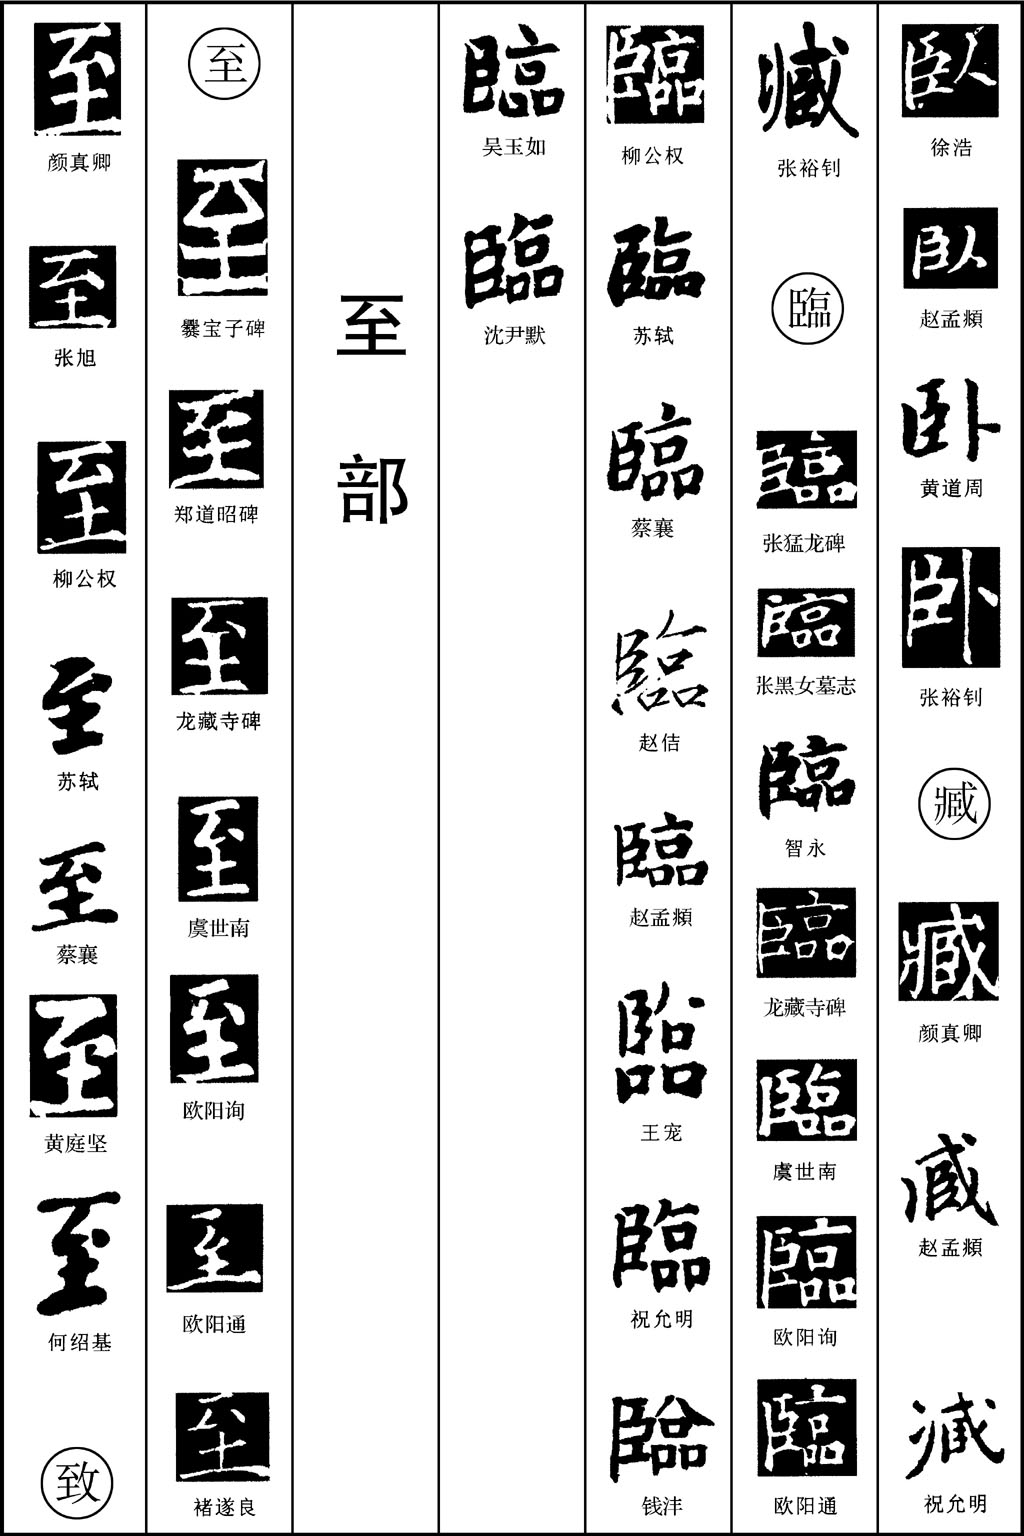 臥
徐浩
臥
赵孟頫
卧
黄道周
卧
张裕钊
臧
臧
颜真卿
臧
赵孟頫
臧
祝允明
臧
张裕钊
臨
臨
张猛龙碑
臨
张黑女墓志
臨
智永
臨
龙藏寺碑
臨
虞世南
臨
欧阳询
臨
欧阳通
臨
柳公权
臨
苏轼
臨
蔡襄
臨
赵佶
臨
赵孟頫
臨
王宠
臨
祝允明
臨
钱沣
臨
吴玉如
臨
沈尹默
至部
至
至
爨宝子碑
至
郑道昭碑
至
龙藏寺碑
至
虞世南
至
欧阳询
至
欧阳通
至
褚遂良
至
颜真卿
至
张旭
至
柳公权
至
苏轼
至
蔡襄
至
黄庭坚
至
何绍基
致